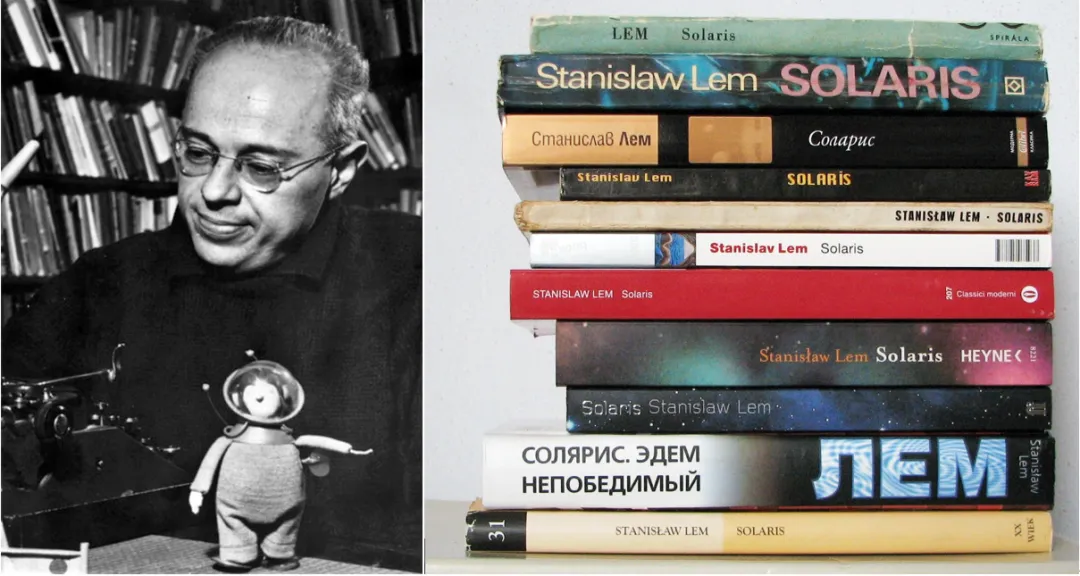 LEM Solaris SPIRÁLA
Stanislaw Lem SOLARIS
Станислав Лем Соларис
Stanislav Lem SOLARIS
STANISŁAW LEM · SOLARIS
Stanislav Lem Solaris
STANISLAW LEM Solaris 207 Classici moderni
Stanisław Lem Solaris HEYNE 8221
Solaris Stanislaw Lem
СОЛЯРИС. ЭДЕМ
НЕПОБЕДИМЫЙ
ЛЕМ
Stanisław
Lem
31 STANISŁAW LEM SOLARIS XX
WIEK